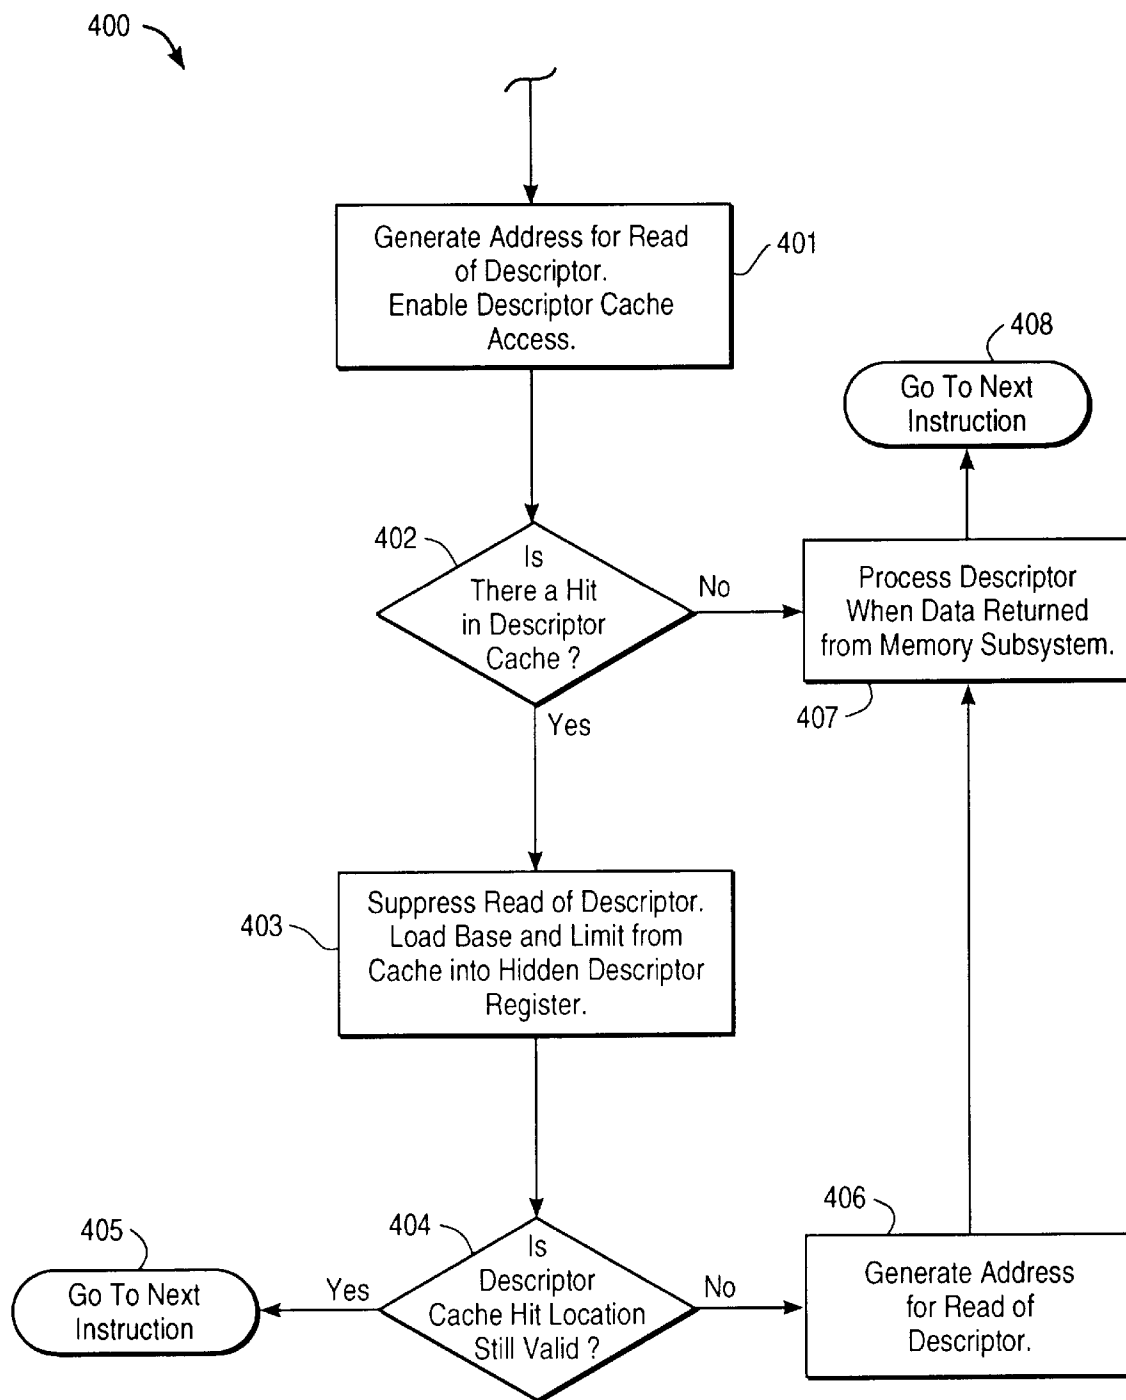 400
Generate Address for Read
of Descriptor.
Enable Descriptor Cache
Access.
401
408
Go To Next
Instruction
402
Is
There a Hit
in Descriptor
Cache ?
No
Yes
Process Descriptor
When Data Returned
from Memory Subsystem.
407
403
Suppress Read of Descriptor.
Load Base and Limit from
Cache into Hidden Descriptor
Register.
405
Go To Next
Instruction
Yes
404
Is
Descriptor
Cache Hit Location
Still Valid ?
No
406
Generate Address
for Read of
Descriptor.